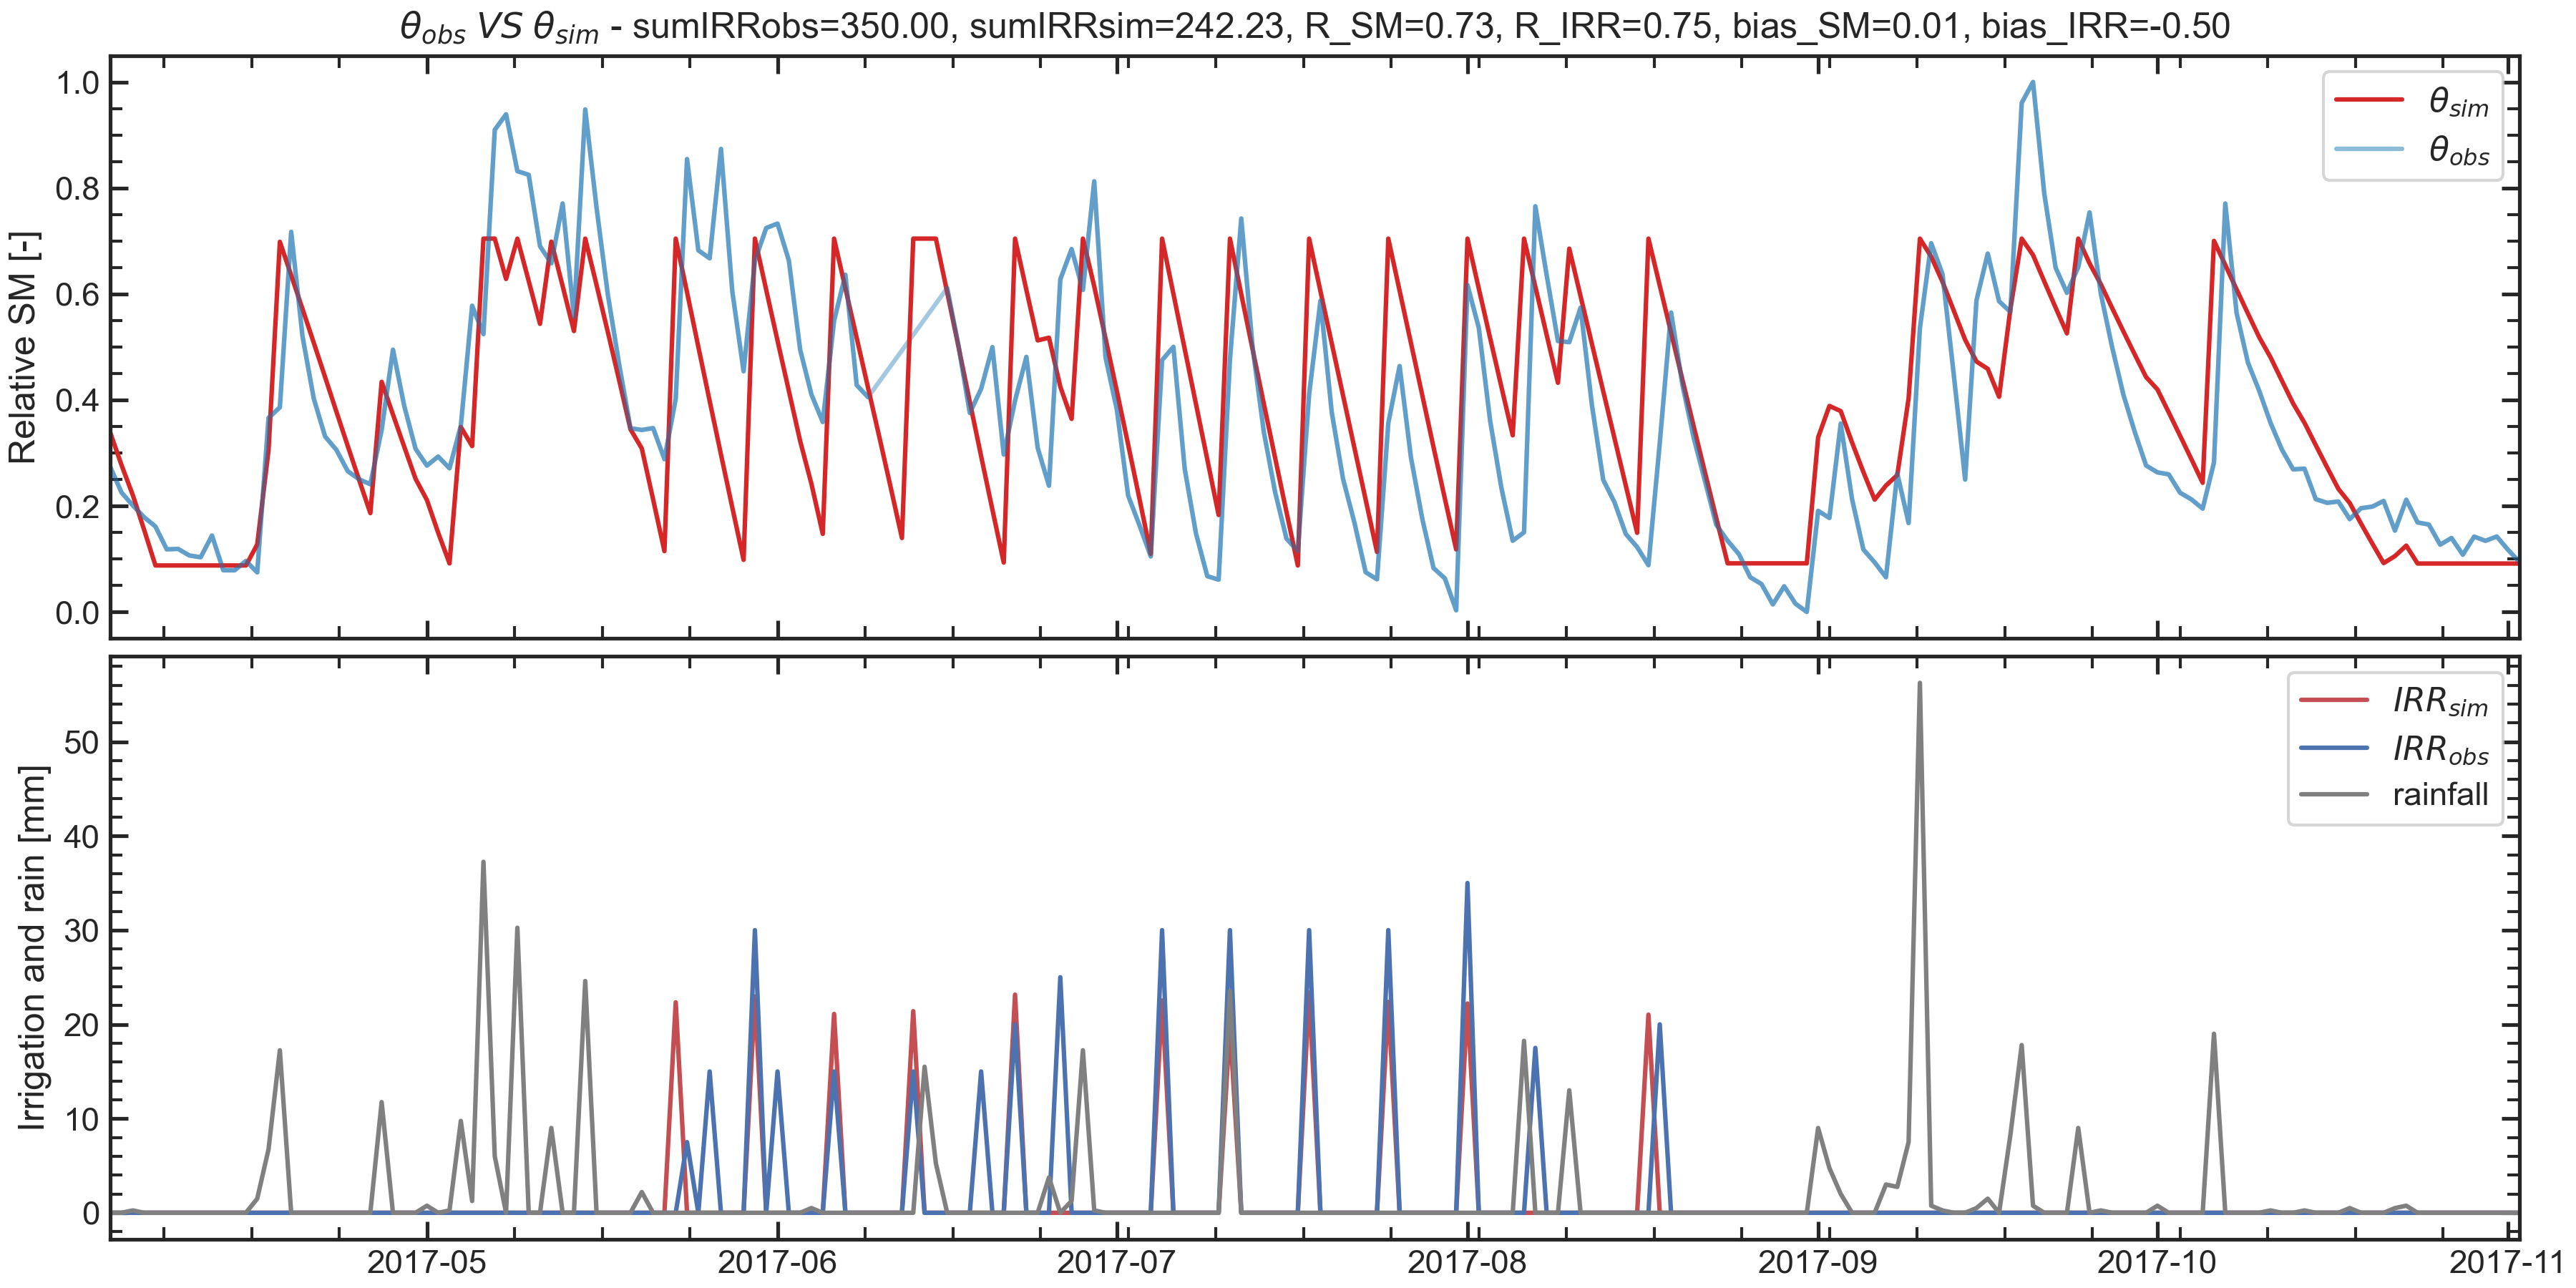 θobs VS θsim - sumIRRobs=350.00, sumIRRsim=242.23, R_SM=0.73, R_IRR=0.75, bias_SM=0.01, bias_IRR=-0.50
Relative SM [-]
1.0
0.8
0.6
0.4
0.2
0.0
θsim
θobs
Irrigation and rain [mm]
50
40
30
20
10
0
IRRsim
IRRobs
rainfall
2017-05 2017-06 2017-07 2017-08 2017-09 2017-10 2017-11